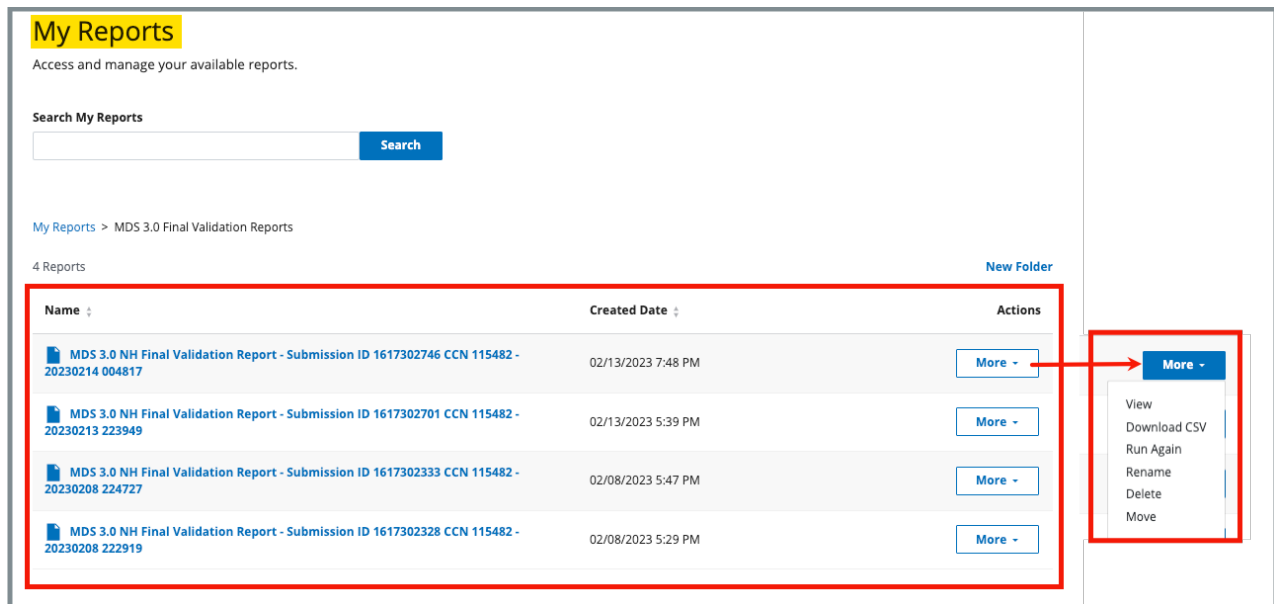 My Reports
Access and manage your available reports.
Search My Reports
Search
My Reports > MDS 3.0 Final Validation Reports
4 Reports
New Folder
Name
Created Date
Actions
MDS 3.0 NH Final Validation Report - Submission ID 1617302746 CCN 115482 -
20230214 004817
02/13/2023 7:48 PM
More
MDS 3.0 NH Final Validation Report - Submission ID 1617302701 CCN 115482 -
20230213 223949
02/13/2023 5:39 PM
More
MDS 3.0 NH Final Validation Report - Submission ID 1617302333 CCN 115482 -
20230208 224727
02/08/2023 5:47 PM
More
MDS 3.0 NH Final Validation Report - Submission ID 1617302328 CCN 115482 -
20230208 222919
02/08/2023 5:29 PM
More
More
View
Download CSV
Run Again
Rename
Delete
Move